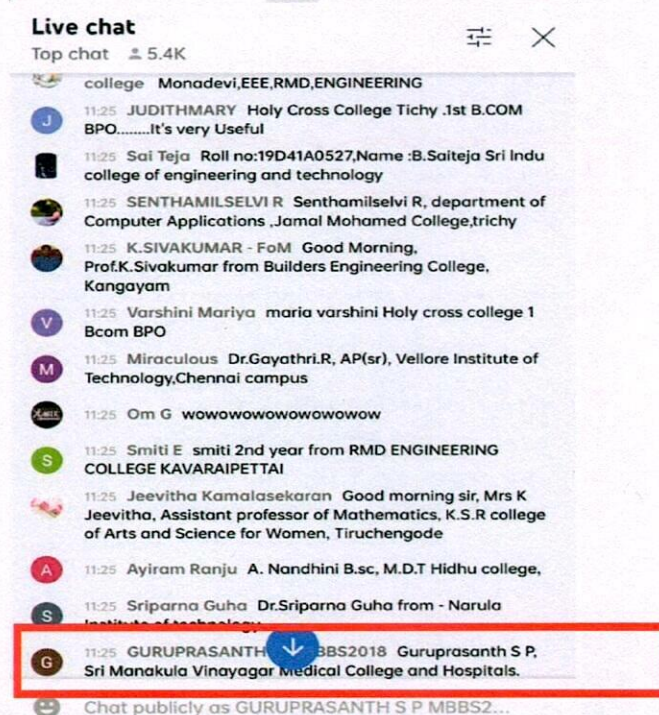 Live chat
Top chat 5.4K
college Monadevi,EEE,RMD,ENGINEERING
J
11:25 JUDITHMARY Holy Cross College Tichy .1st B.COM
BPO........It's very Useful
11:25 Sai Teja Roll no:19D41A0527,Name :B.Saiteja Sri Indu
college of engineering and technology
11:25 SENTHAMILSELVI R Senthamilselvi R, department of
Computer Applications ,Jamal Mohamed College,trichy
11:25 K.SIVAKUMAR - FoM Good Morning,
Prof.K.Sivakumar from Builders Engineering College,
Kangayam
V
11:25 Varshini Mariya maria varshini Holy cross college 1
Bcom BPO
M
11:25 Miraculous Dr.Gayathri.R, AP(sr), Vellore Institute of
Technology,Chennai campus
11:25 Om G wowowowowowowowow
S
11:25 Smiti E smiti 2nd year from RMD ENGINEERING
COLLEGE KAVARAIPETTAI
11:25 Jeevitha Kamalasekaran Good morning sir, Mrs K
Jeevitha, Assistant professor of Mathematics, K.S.R college
of Arts and Science for Women, Tiruchengode
A
11:25 Ayiram Ranju A. Nandhini B.sc, M.D.T Hidhu college,
S
11:25 Sriparna Guha Dr.Sriparna Guha from - Narula
Institute of technology
G
11:25 GURUPRASANTH BBS2018 Guruprasanth S P,
Sri Manakula Vinayagar Medical College and Hospitals.
Chat publicly as GURUPRASANTH S P MBBS2...